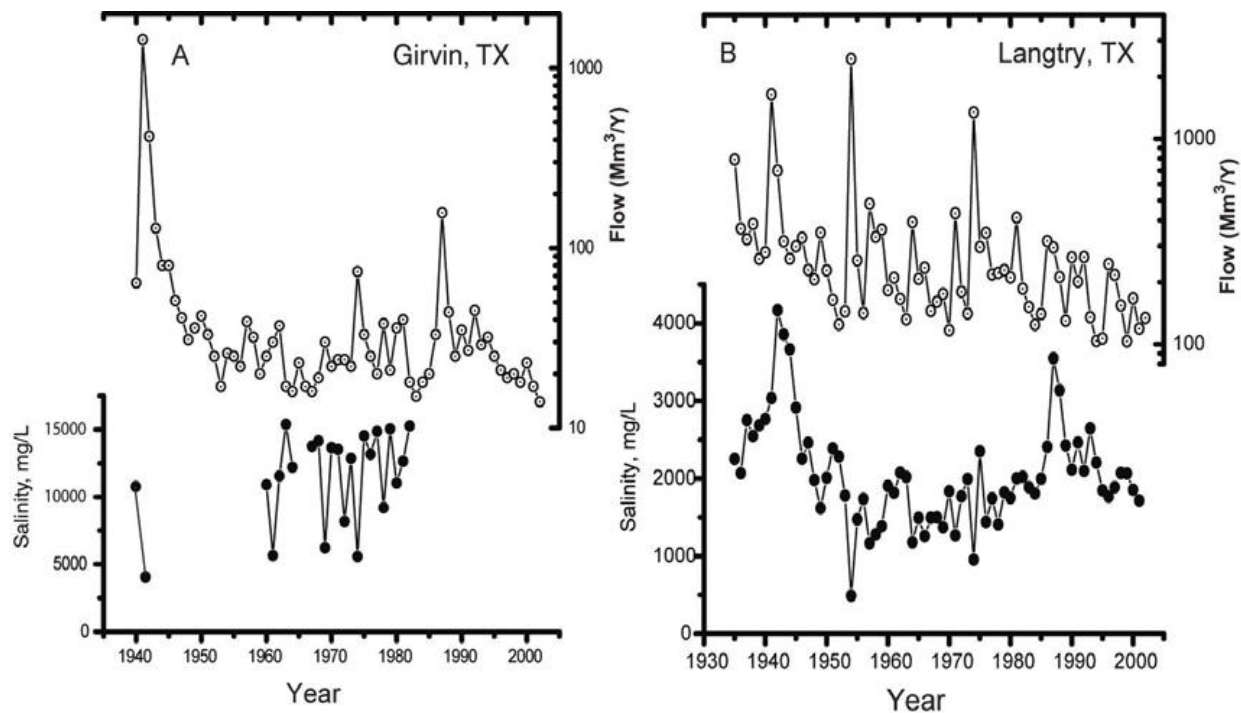 A
Girvin, TX
1000
100
10
Flow (Mm³/Y)
15000
10000
5000
0
Salinity, mg/L
1940 1950 1960 1970 1980 1990 2000
Year
B
Langtry, TX
1000
100
Flow (Mm³/Y)
4000
3000
2000
1000
0
Salinity, mg/L
1930 1940 1950 1960 1970 1980 1990 2000
Year